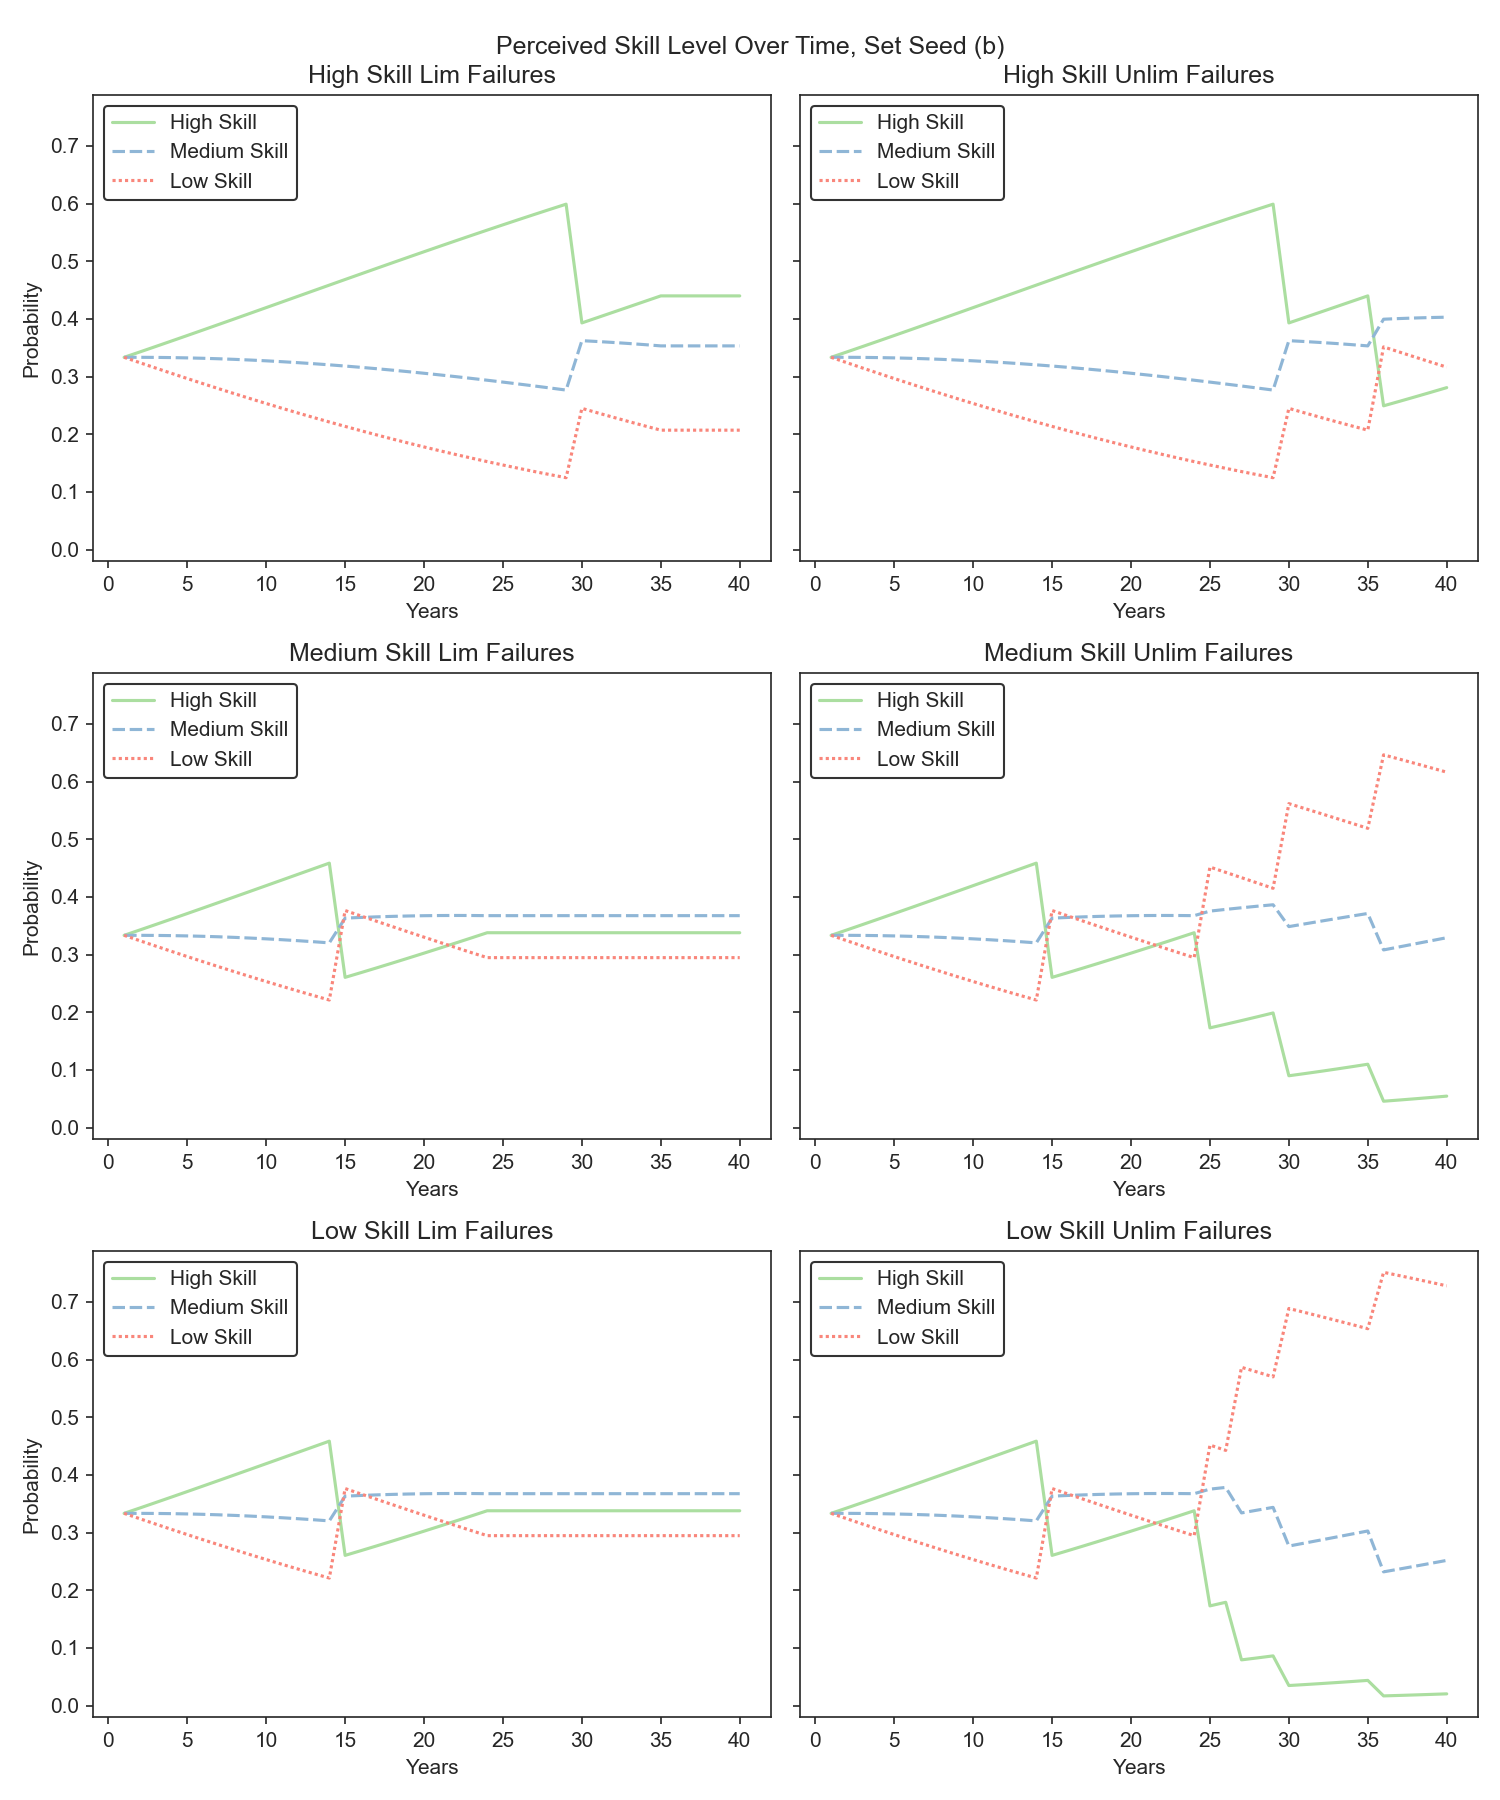 Perceived Skill Level Over Time, Set Seed (b)
High Skill Lim Failures
High Skill
Medium Skill
Low Skill
Probability
0.7
0.6
0.5
0.4
0.3
0.2
0.1
0.0
0 5 10 15 20 25 30 35 40
Years
High Skill Unlim Failures
High Skill
Medium Skill
Low Skill
0 5 10 15 20 25 30 35 40
Years
Medium Skill Lim Failures
High Skill
Medium Skill
Low Skill
Probability
0.7
0.6
0.5
0.4
0.3
0.2
0.1
0.0
0 5 10 15 20 25 30 35 40
Years
Medium Skill Unlim Failures
High Skill
Medium Skill
Low Skill
0 5 10 15 20 25 30 35 40
Years
Low Skill Lim Failures
High Skill
Medium Skill
Low Skill
Probability
0.7
0.6
0.5
0.4
0.3
0.2
0.1
0.0
0 5 10 15 20 25 30 35 40
Years
Low Skill Unlim Failures
High Skill
Medium Skill
Low Skill
0 5 10 15 20 25 30 35 40
Years